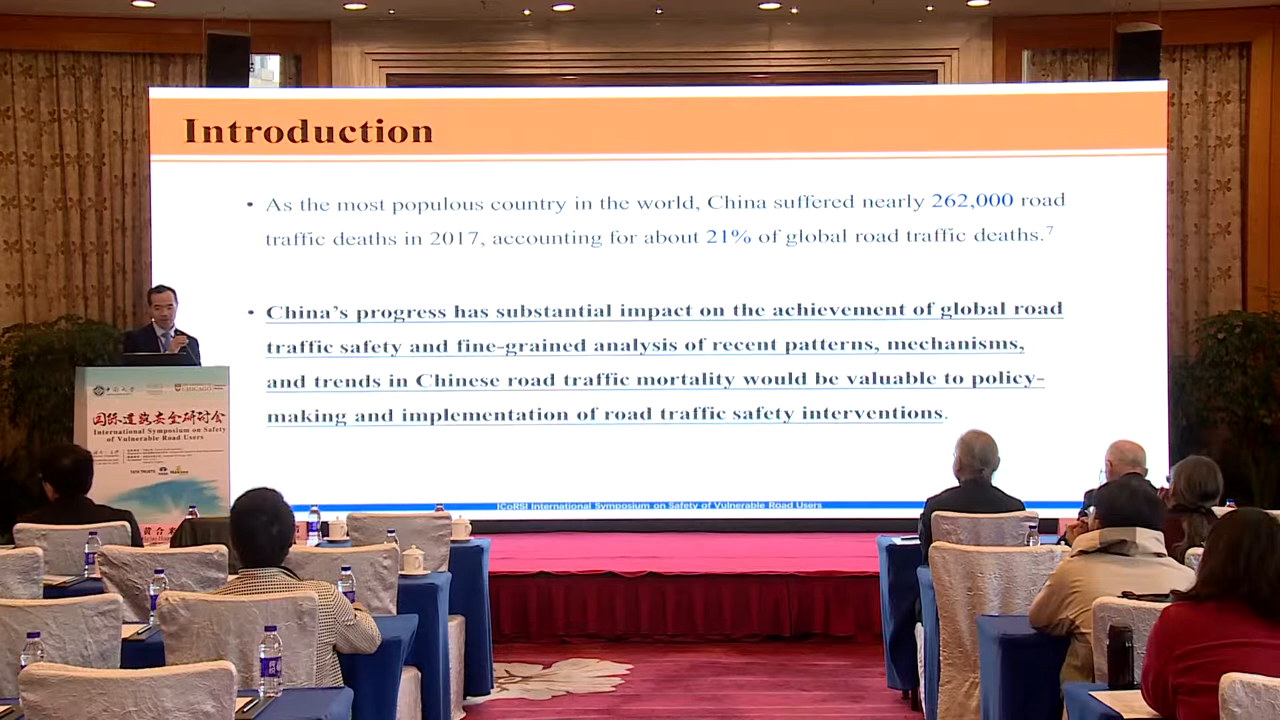 Introduction
• As the most populous country in the world, China suffered nearly 262,000 road
traffic deaths in 2017, accounting for about 21% of global road traffic deaths.7
• China's progress has substantial impact on the achievement of global road
traffic safety and fine-grained analysis of recent patterns, mechanisms,
and trends in Chinese road traffic mortality would be valuable to policy-
making and implementation of road traffic safety interventions.
ICoRSI International Symposium on Safety of Vulnerable Road Users
CHICAGO
国际道路安全研讨会
International Symposium on Safety
of Vulnerable Road Users
TATA TRUSTS